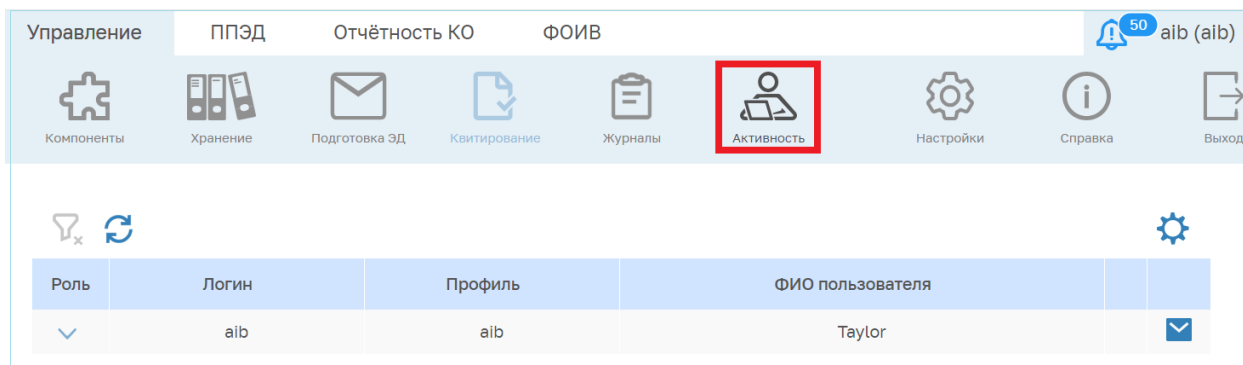 Управление ППЭД Отчётность КО ФОИВ 50 aib (aib)
Компоненты Хранение Подготовка ЭД Квитирование Журналы Активность Настройки Справка Выход
Роль Логин Профиль ФИО пользователя
aib aib Taylor